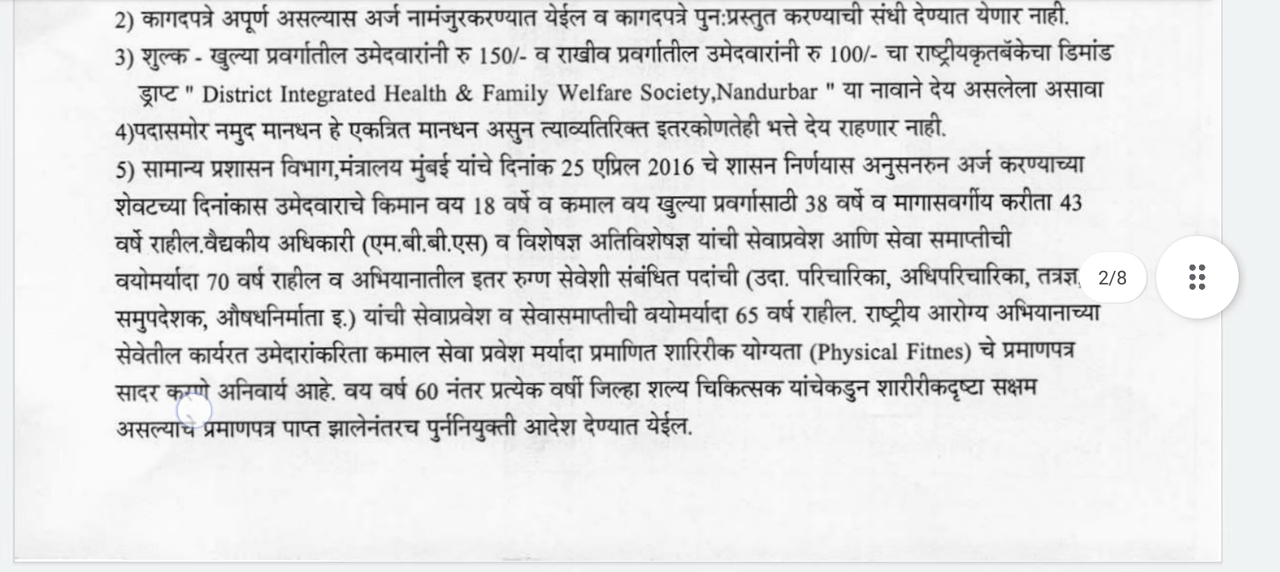 2) कागदपत्रे अपूर्ण असल्यास अर्ज नामंजुरकरण्यात येईल व कागदपत्रे पुन:प्रस्तुत करण्याची संधी देण्यात येणार नाही.
3) शुल्क - खुल्या प्रवर्गातील उमेदवारांनी रु 150/- व राखीव प्रवर्गातील उमेदवारांनी रु 100/- चा राष्ट्रीयकृतबॅकेचा डिमांड
ड्राप्ट " District Integrated Health & Family Welfare Society,Nandurbar " या नावाने देय असलेला असावा
4)पदासमोर नमुद मानधन हे एकत्रित मानधन असुन त्याव्यतिरिक्त इतरकोणतेही भत्ते देय राहणार नाही.
5) सामान्य प्रशासन विभाग,मंत्रालय मुंबई यांचे दिनांक 25 एप्रिल 2016 चे शासन निर्णयास अनुसनरुन अर्ज करण्याच्या
शेवटच्या दिनांकास उमेदवाराचे किमान वय 18 वर्षे व कमाल वय खुल्या प्रवर्गासाठी 38 वर्षे व मागासवर्गीय करीता 43
वर्षे राहील.वैद्यकीय अधिकारी (एम.बी.बी.एस) व विशेषज्ञ अतिविशेषज्ञ यांची सेवाप्रवेश आणि सेवा समाप्तीची
वयोमर्यादा 70 वर्ष राहील व अभियानातील इतर रुग्ण सेवेशी संबंधित पदांची (उदा. परिचारिका, अधिपरिचारिका, तत्रज्ञ,
समुपदेशक, औषधनिर्माता इ.) यांची सेवाप्रवेश व सेवासमाप्तीची वयोमर्यादा 65 वर्ष राहील. राष्ट्रीय आरोग्य अभियानाच्या
सेवेतील कार्यरत उमेदारांकरिता कमाल सेवा प्रवेश मर्यादा प्रमाणित शारिरीक योग्यता (Physical Fitnes) चे प्रमाणपत्र
सादर करणे अनिवार्य आहे. वय वर्ष 60 नंतर प्रत्येक वर्षी जिल्हा शल्य चिकित्सक यांचेकडुन शारीरीकदृष्टा सक्षम
असल्याचे प्रमाणपत्र पाप्त झालेनंतरच पुर्ननियुक्ती आदेश देण्यात येईल.
2/8